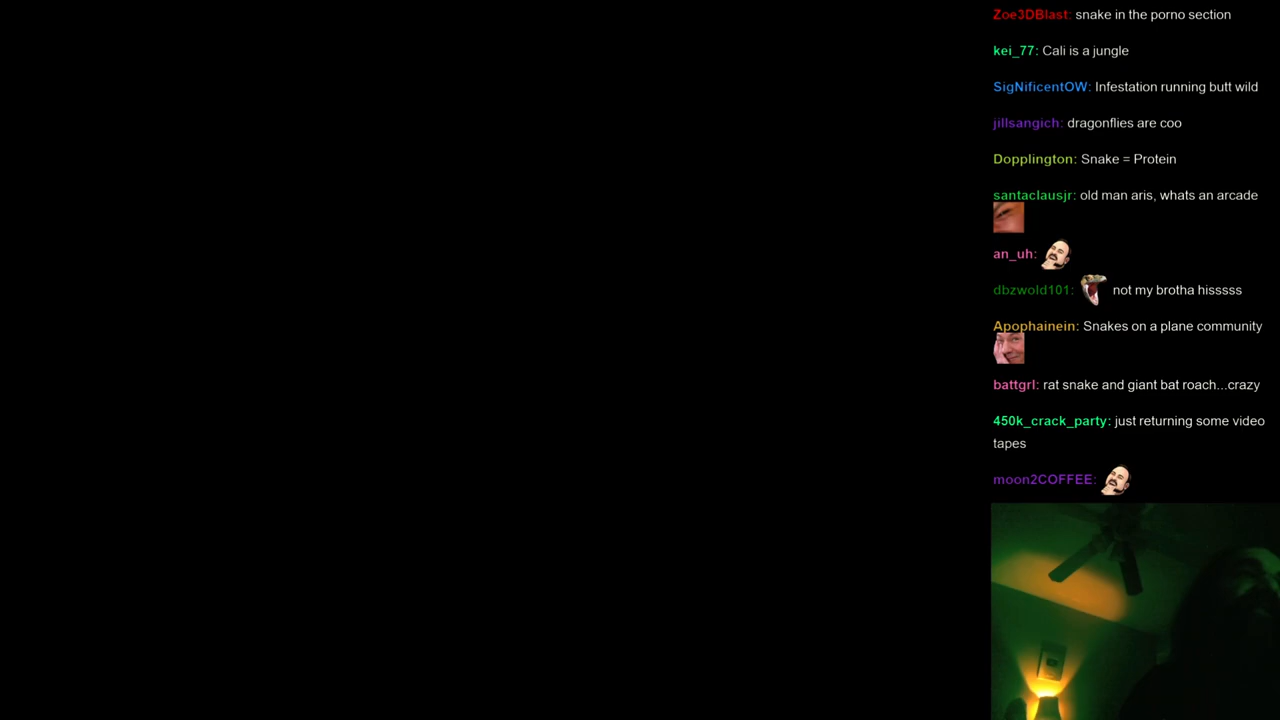 Zoe3DBlast: snake in the porno section
kei_77: Cali is a jungle
SigNificentOW: Infestation running butt wild
jillsangich: dragonflies are coo
Dopplington: Snake = Protein
santaclausjr: old man aris, whats an arcade
an_uh:
dbzwold101: not my brotha hisssss
Apophainein: Snakes on a plane community
battgrl: rat snake and giant bat roach...crazy
450k_crack_party: just returning some video
tapes
moon2COFFEE: